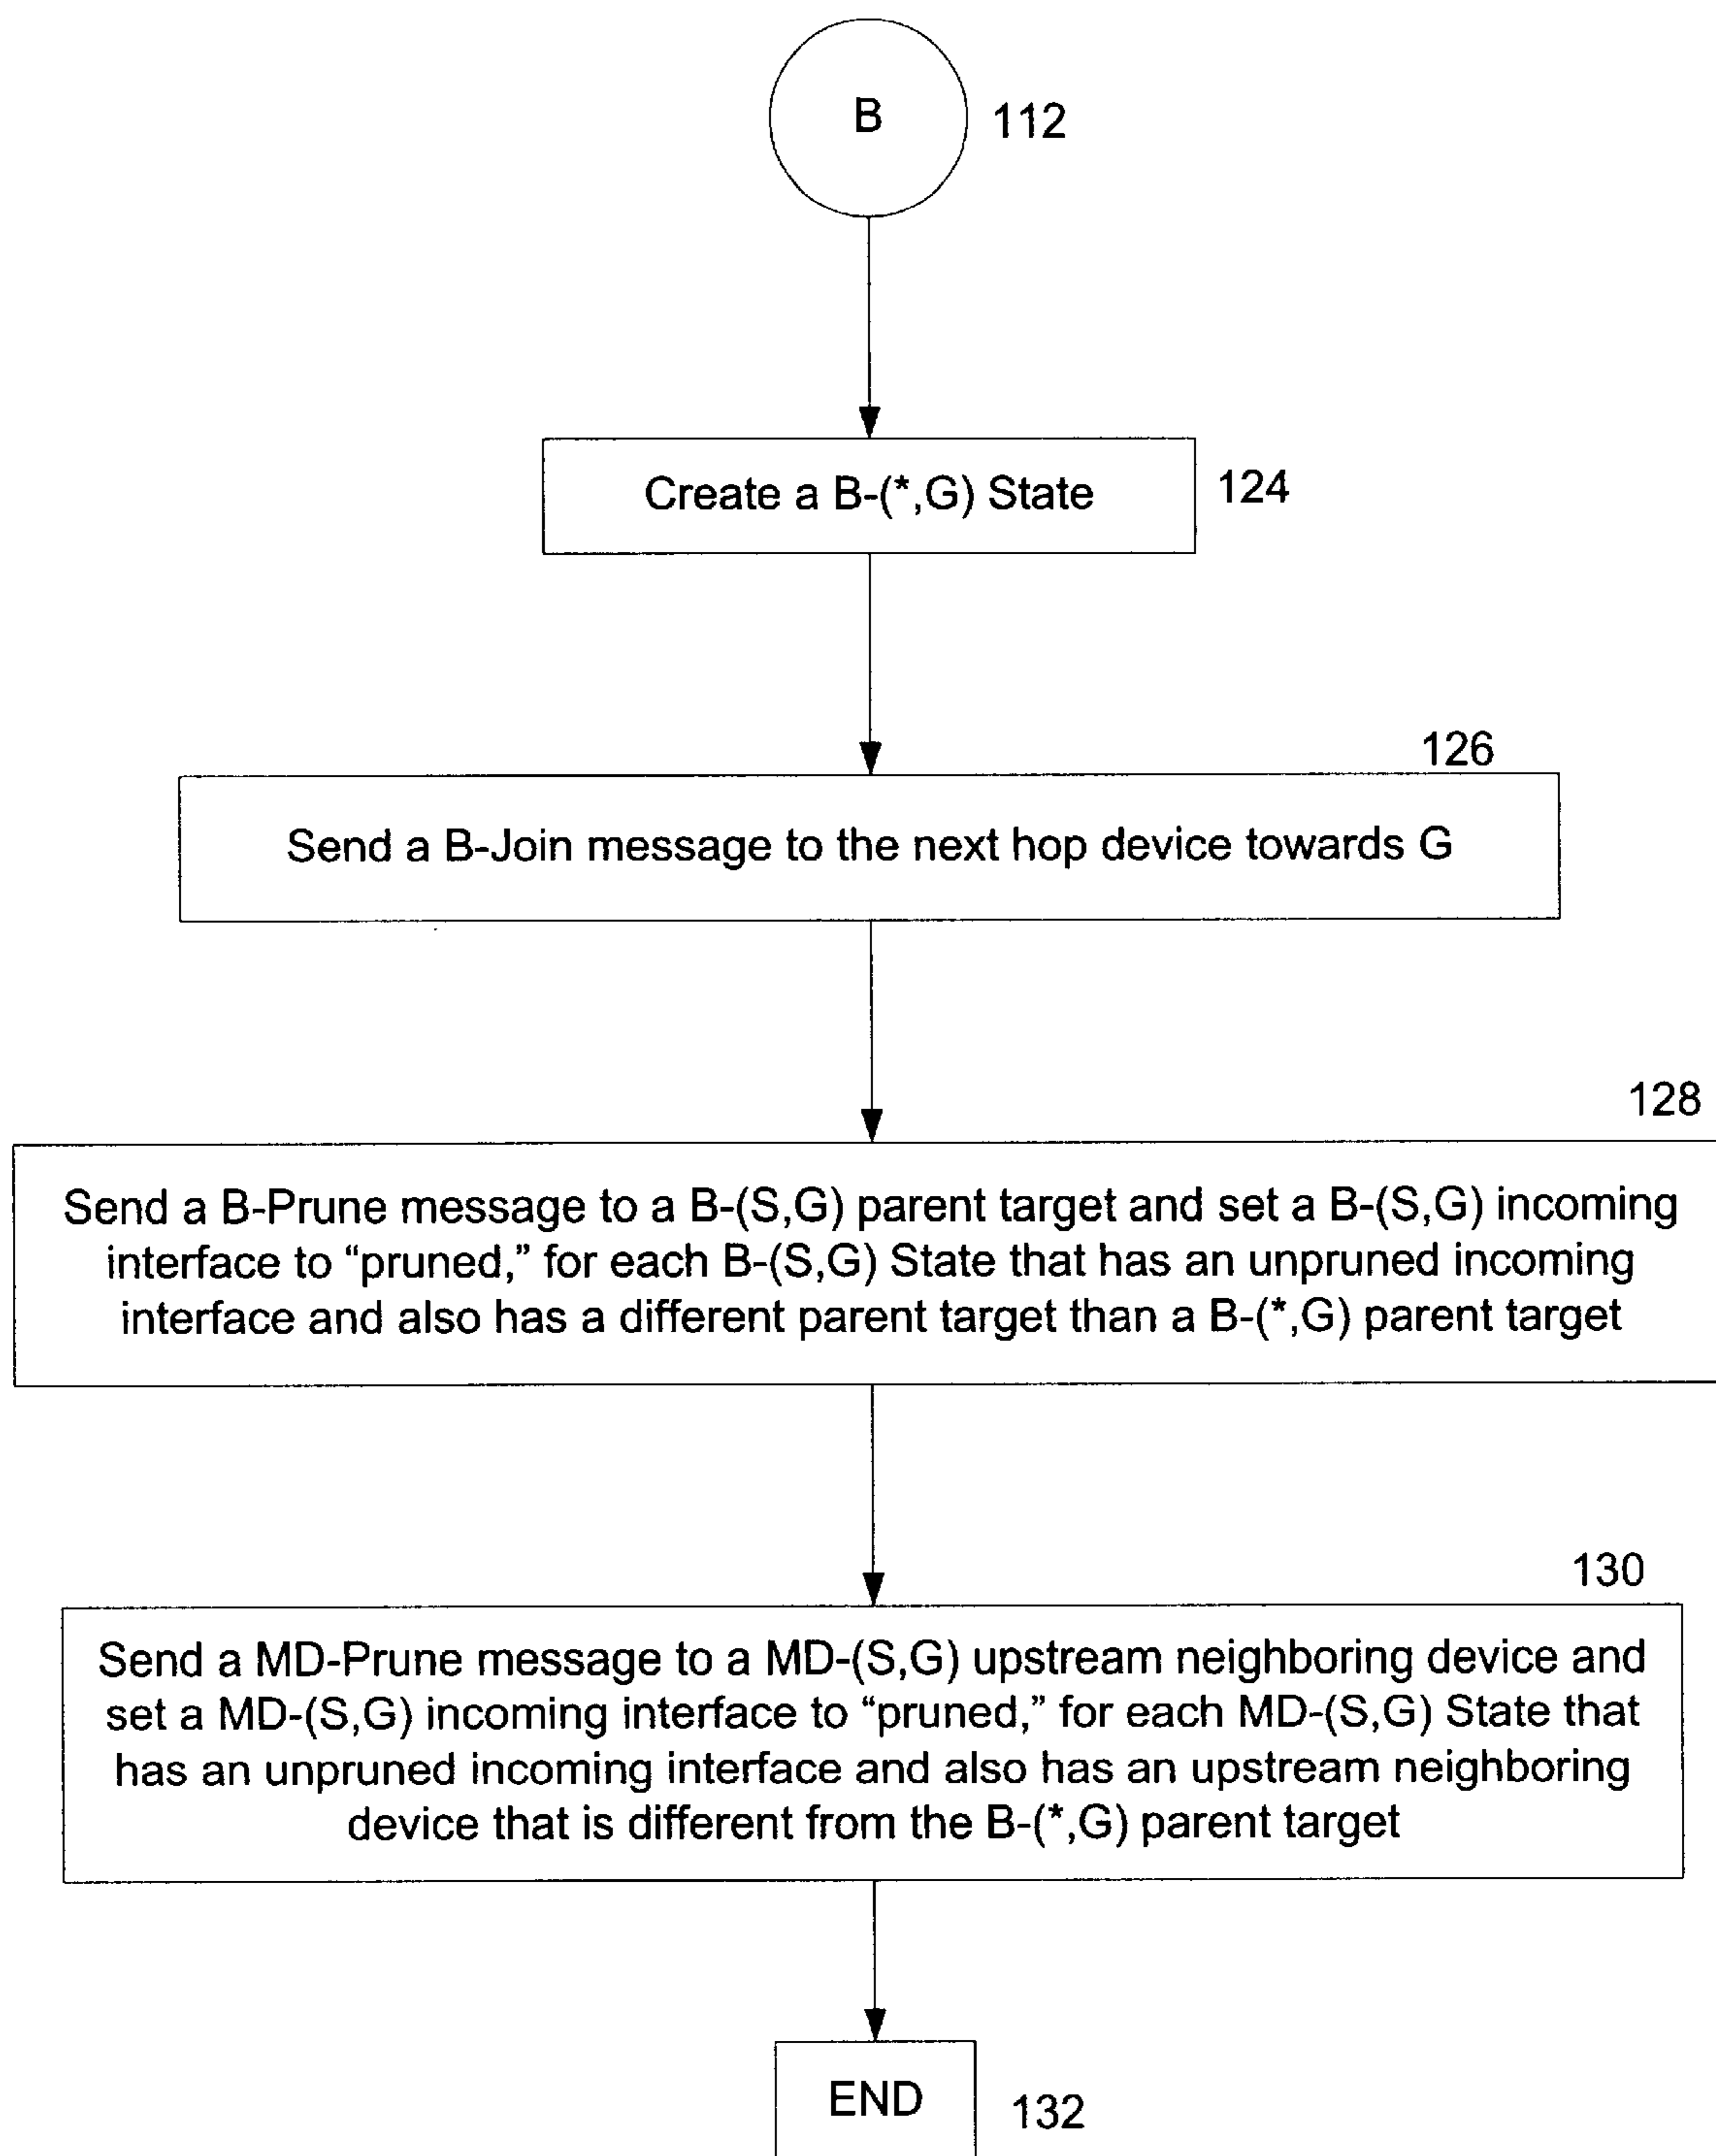 B
112
Create a B-(*,G) State
124
126
Send a B-Join message to the next hop device towards G
128
Send a B-Prune message to a B-(S,G) parent target and set a B-(S,G) incoming
interface to “pruned,” for each B-(S,G) State that has an unpruned incoming
interface and also has a different parent target than a B-(*,G) parent target
130
Send a MD-Prune message to a MD-(S,G) upstream neighboring device and
set a MD-(S,G) incoming interface to “pruned,” for each MD-(S,G) State that
has an unpruned incoming interface and also has an upstream neighboring
device that is different from the B-(*,G) parent target
END
132